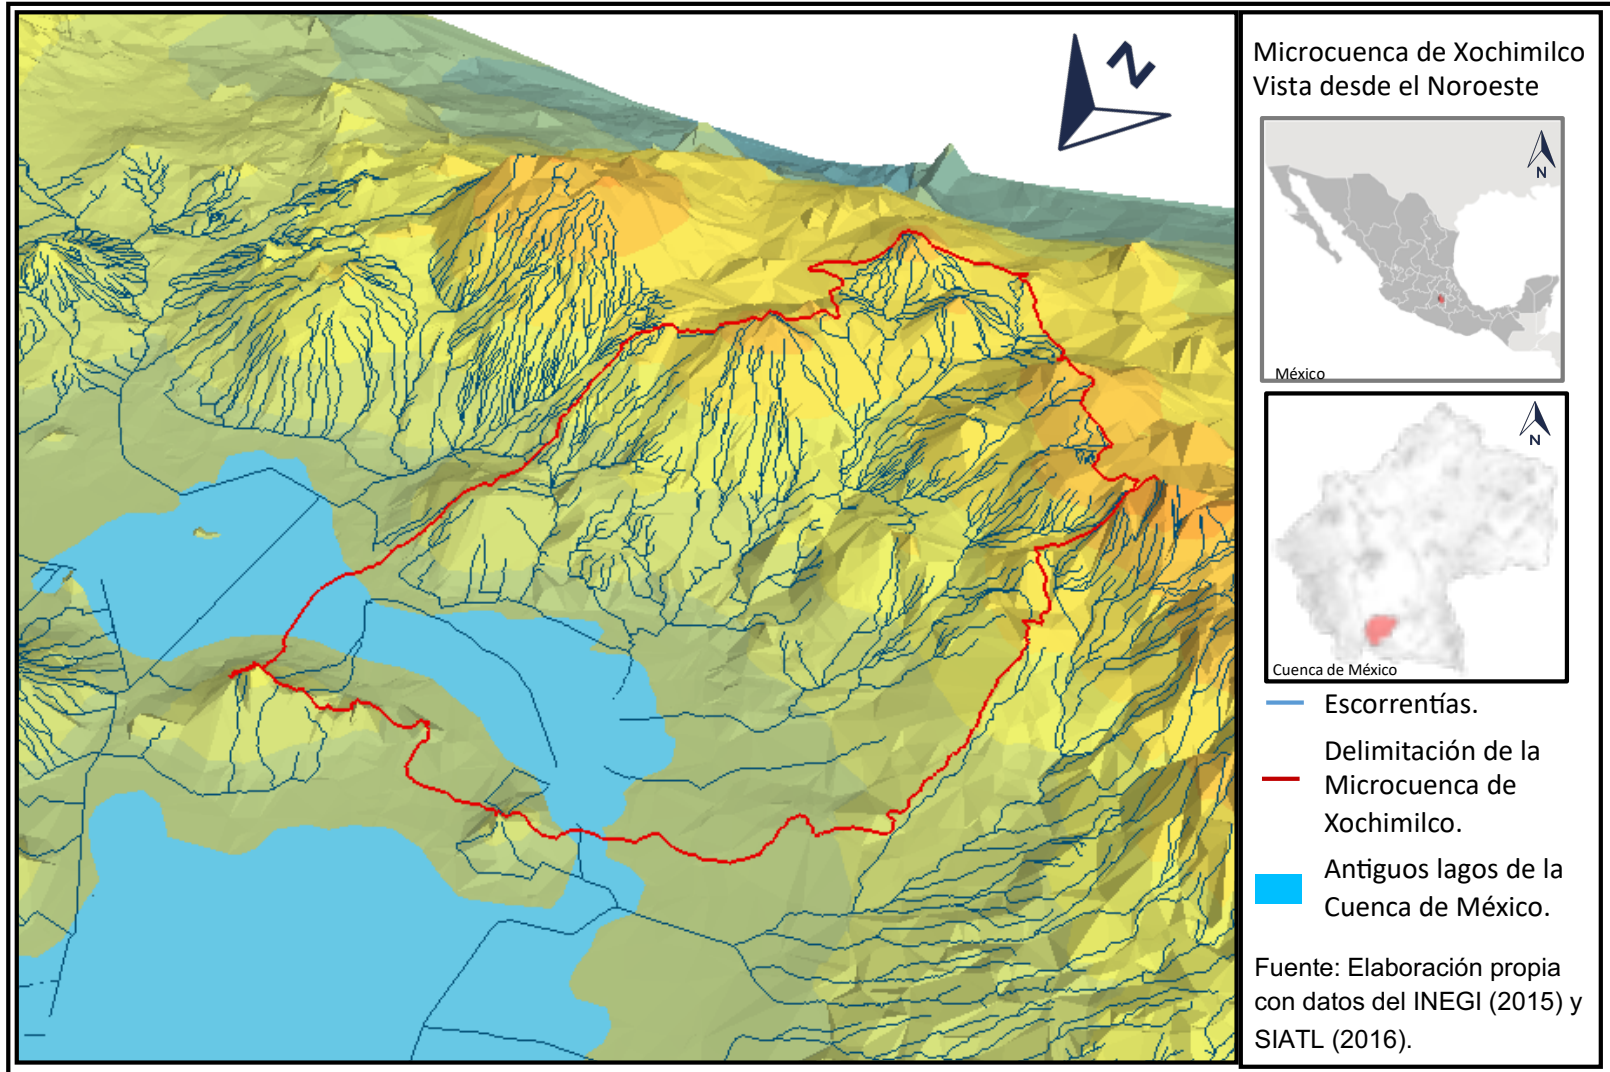 N
Microcuenca de Xochimilco
Vista desde el Noroeste
N
México
N
Cuenca de México
Escorrentías.
Delimitación de la
Microcuenca de
Xochimilco.
Antiguos lagos de la
Cuenca de México.
Fuente: Elaboración propia
con datos del INEGI (2015) y
SIATL (2016).